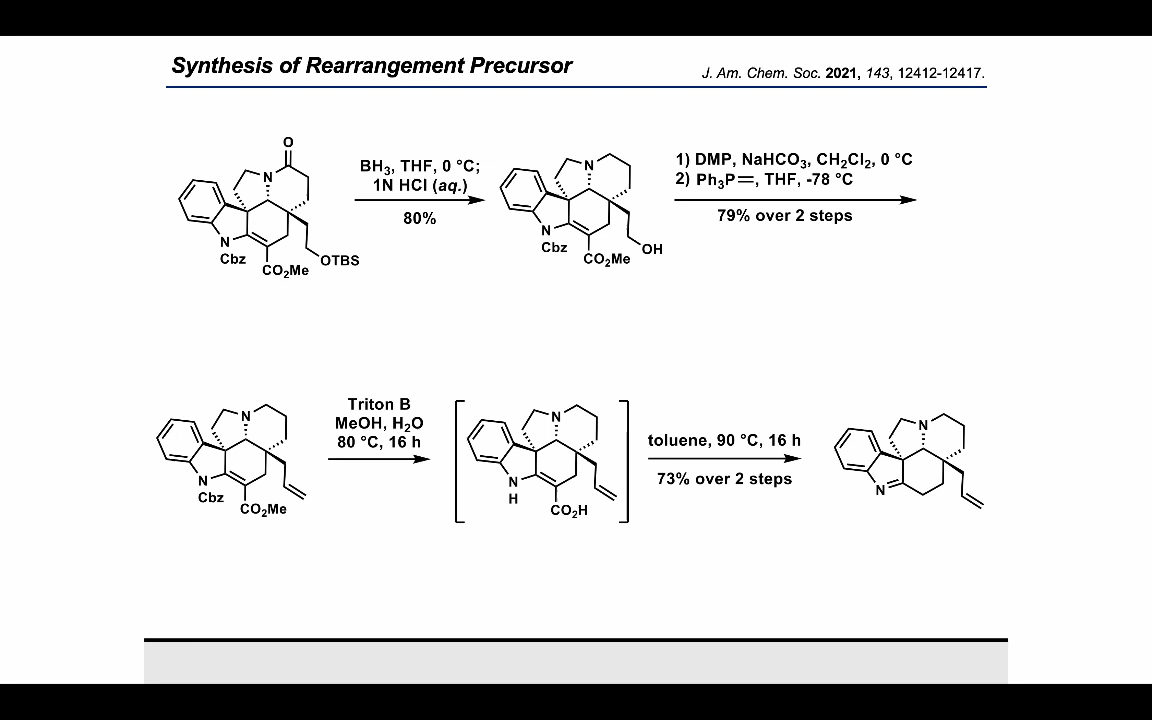 Synthesis of Rearrangement Precursor
J. Am. Chem. Soc. 2021, 143, 12412-12417.
O
N
N
Cbz
CO₂Me
OTBS
BH₃, THF, 0 °C;
1N HCl (aq.)
80%
N
N
Cbz
CO₂Me
OH
1) DMP, NaHCO₃, CH₂Cl₂, 0 °C
2) Ph₃P=, THF, -78 °C
79% over 2 steps
N
N
Cbz
CO₂Me
Triton B
MeOH, H₂O
80 °C, 16 h
N
N
H
CO₂H
toluene, 90 °C, 16 h
73% over 2 steps
N
N